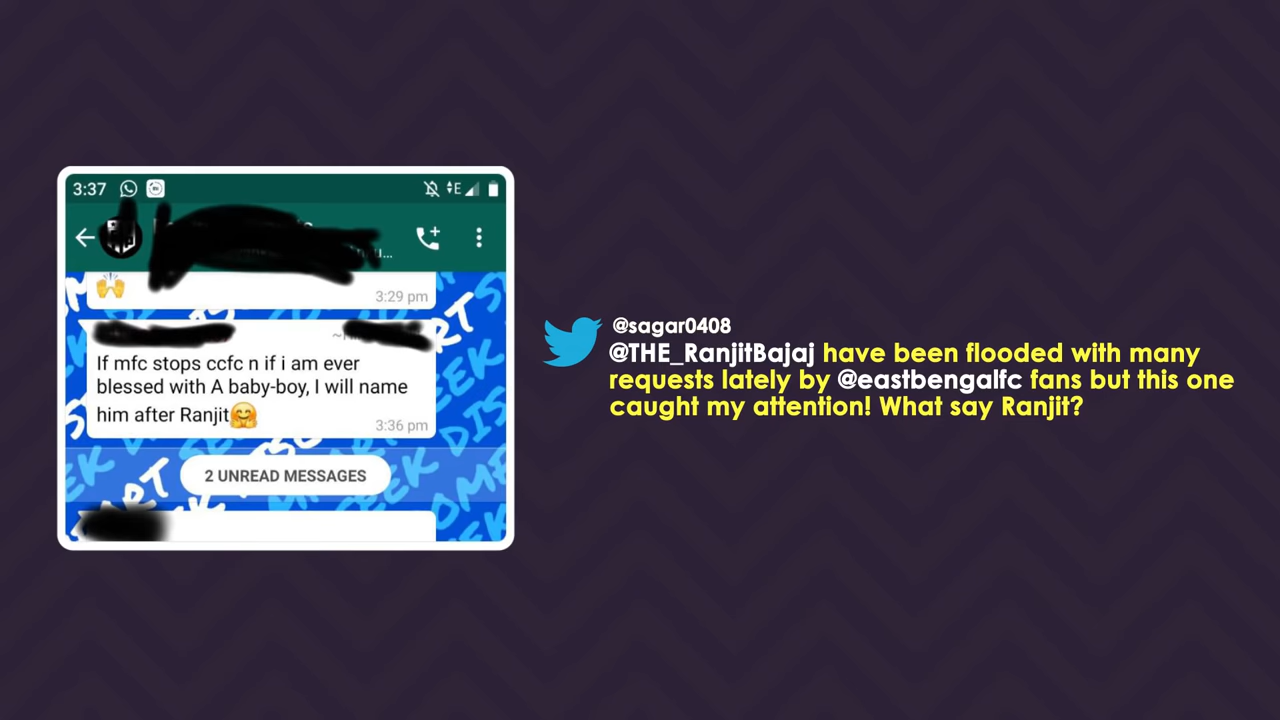 3:37
E
3:29 pm
If mfc stops ccfc n if i am ever
blessed with A baby-boy, I will name
him after Ranjit🤗
3:36 pm
2 UNREAD MESSAGES
@sagar0408
@THE_RanjitBajaj have been flooded with many
requests lately by @eastbengalfc fans but this one
caught my attention! What say Ranjit?